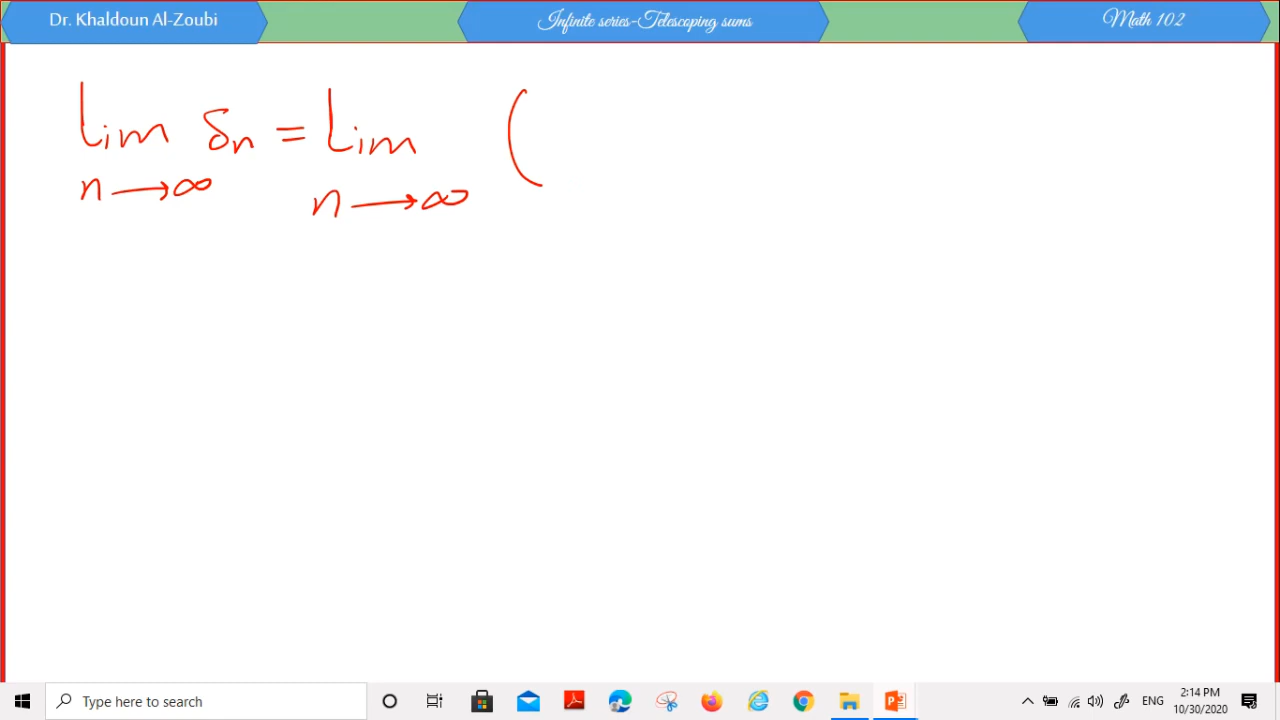 Dr. Khaldoun Al-Zoubi
Infinite series-Telescoping sums
Math 102
lim δn = lim (
n → ∞ n → ∞
Type here to search
ENG
2:14 PM
10/30/2020